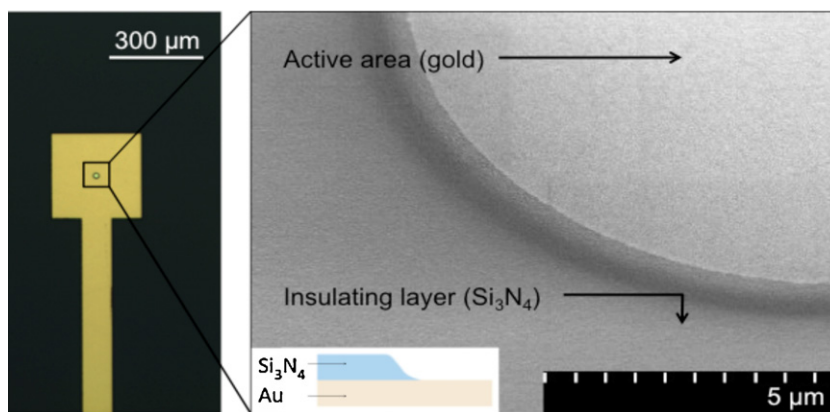 300 µm
Active area (gold)
Insulating layer (Si₃N₄)
Si₃N₄
Au
5 µm